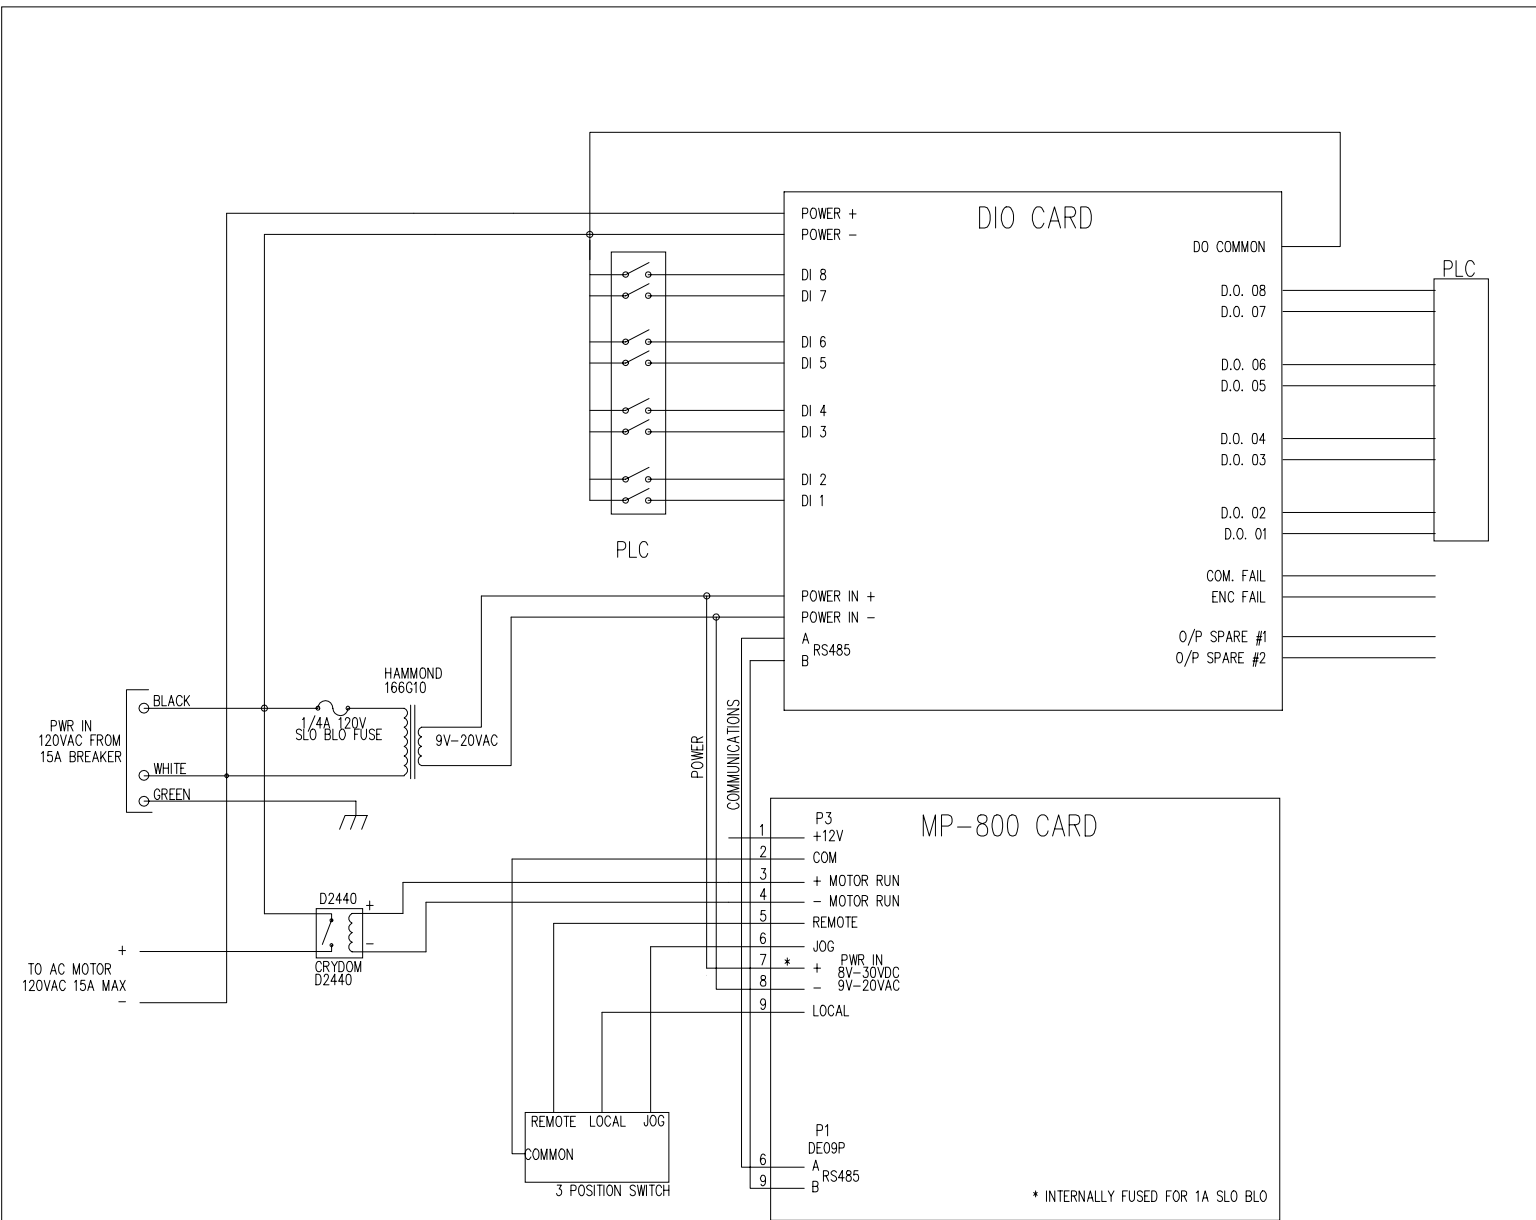 DIO CARD
POWER +
POWER -
DO COMMON
DI 8
DI 7
DI 6
DI 5
DI 4
DI 3
DI 2
DI 1
PLC
PLC
D.O. 08
D.O. 07
D.O. 06
D.O. 05
D.O. 04
D.O. 03
D.O. 02
D.O. 01
COM. FAIL
ENC FAIL
O/P SPARE #1
O/P SPARE #2
POWER IN +
POWER IN -
A
RS485
B
HAMMOND
166G10
BLACK
1/4A 120V
SLO BLO FUSE
9V-20VAC
PWR IN
120VAC FROM
15A BREAKER
WHITE
GREEN
POWER
COMMUNICATIONS
D2440
+
-
CRYDOM
D2440
+
TO AC MOTOR
120VAC 15A MAX
-
MP-800 CARD
P3
1 +12V
2 COM
3 + MOTOR RUN
4 - MOTOR RUN
5 REMOTE
6 JOG
7 * + PWR IN
8V-30VDC
8 - 9V-20VAC
9 LOCAL
REMOTE LOCAL JOG
COMMON
3 POSITION SWITCH
P1
DE09P
6 A
RS485
9 B
* INTERNALLY FUSED FOR 1A SLO BLO